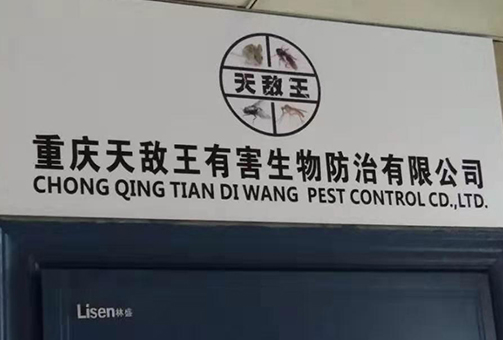 天敌王
重庆天敌王有害生物防治有限公司
CHONG QING TIAN DI WANG PEST CONTROL CD.,LTD.
Lisen林盛